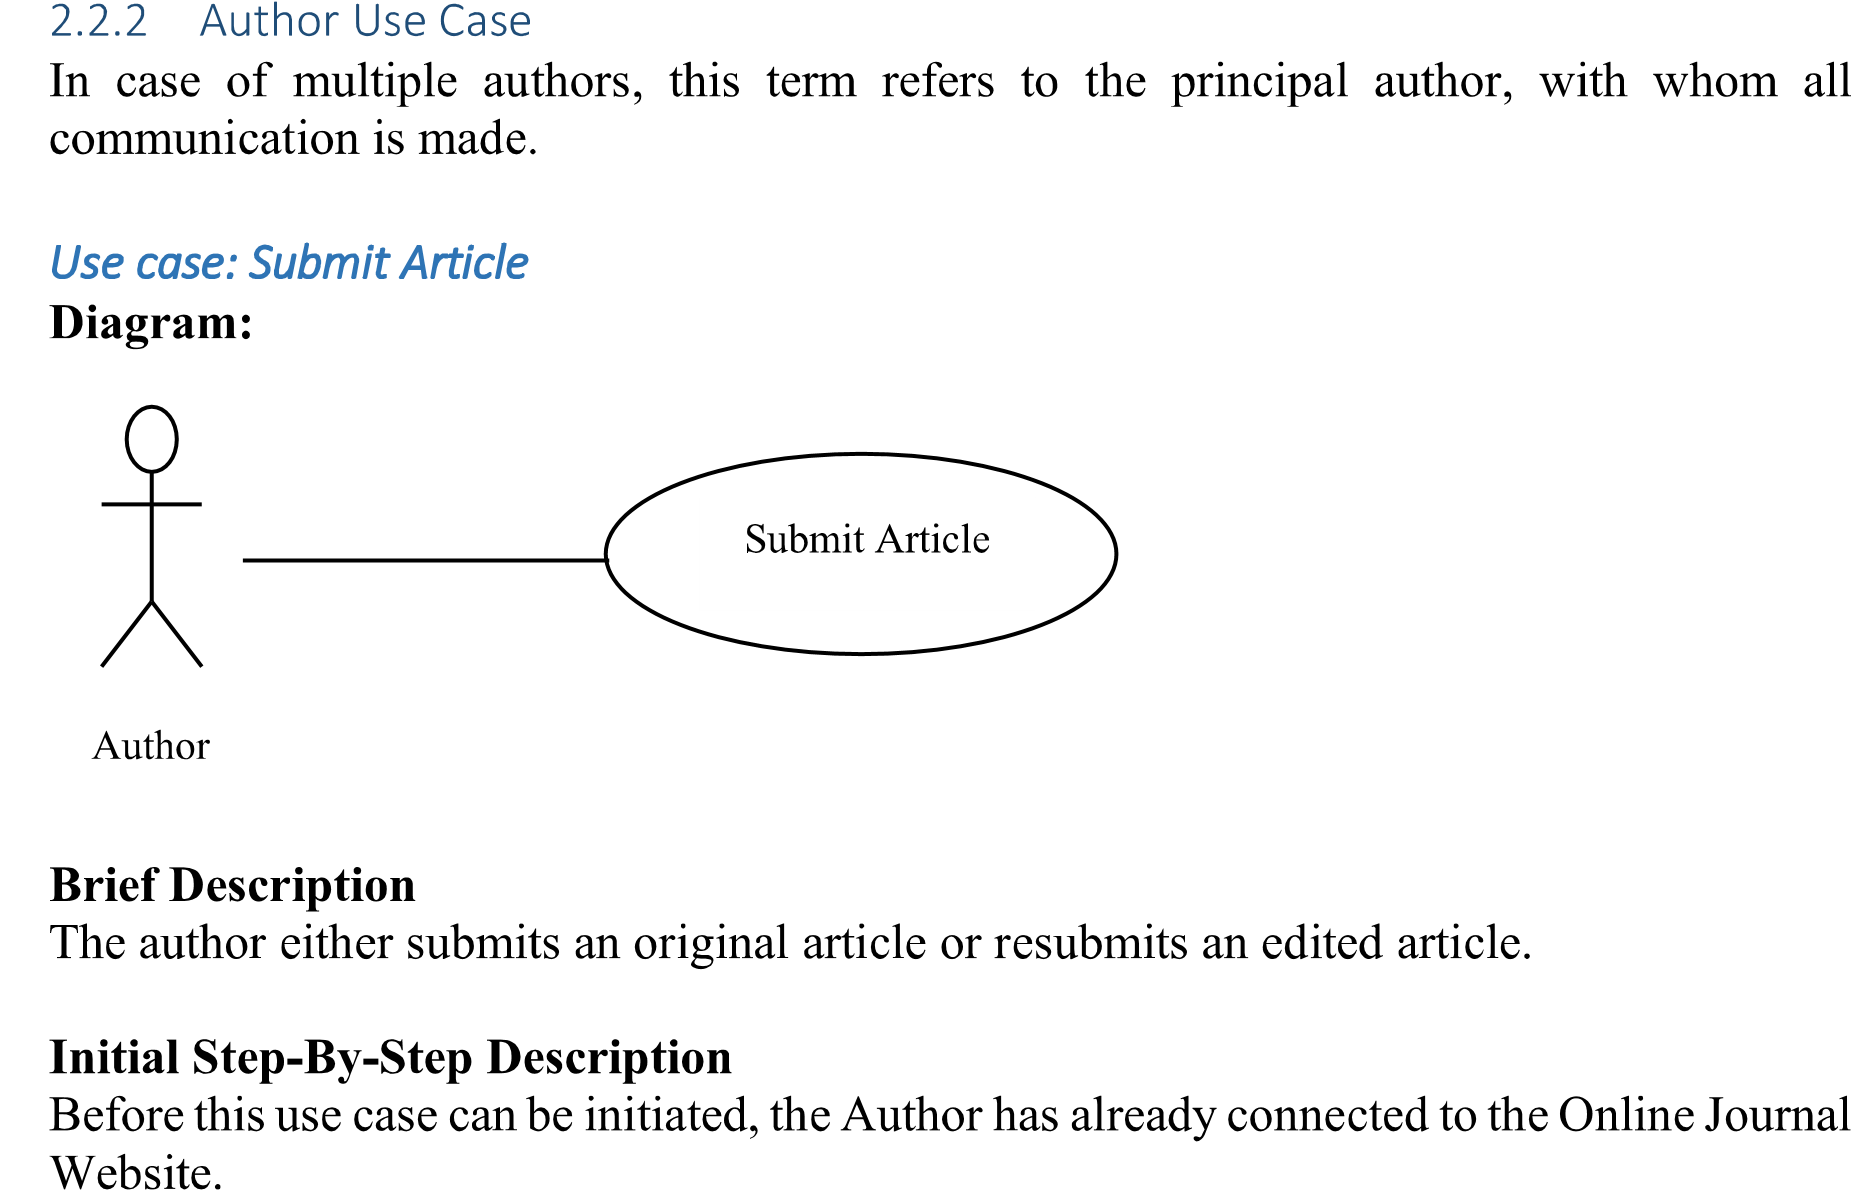 2.2.2 Author Use Case
In case of multiple authors, this term refers to the principal author, with whom all
communication is made.
Use case: Submit Article
Diagram:
Submit Article
Author
Brief Description
The author either submits an original article or resubmits an edited article.
Initial Step-By-Step Description
Before this use case can be initiated, the Author has already connected to the Online Journal
Website.